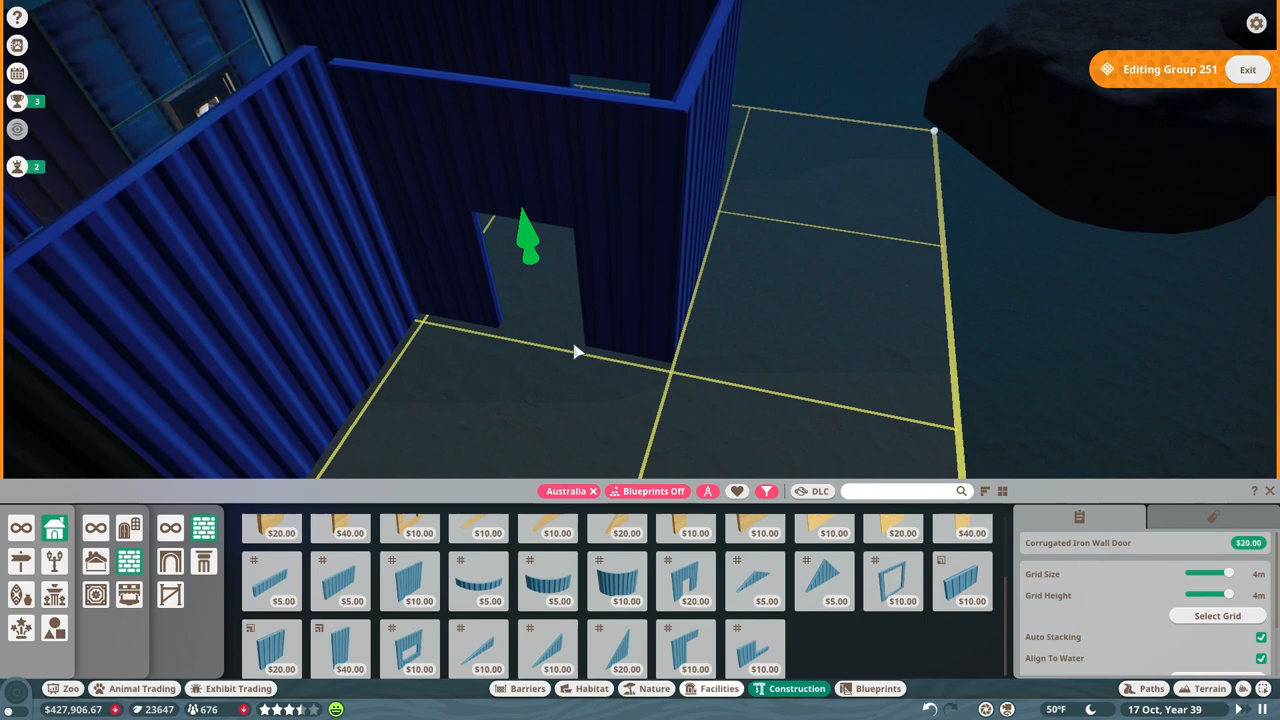 ?
Editing Group 251
Exit
3
2
Australia ✕
Blueprints Off
DLC
?
$20.00
$40.00
$10.00
$10.00
$10.00
$20.00
$10.00
$10.00
$10.00
$20.00
$40.00
Corrugated Iron Wall Door
$20.00
$5.00
$5.00
$10.00
$5.00
$5.00
$10.00
$20.00
$5.00
$5.00
$10.00
$10.00
Grid Size
4m
Grid Height
4m
Select Grid
Auto Stacking
Align To Water
$20.00
$40.00
$10.00
$10.00
$10.00
$20.00
$10.00
$10.00
Zoo
Animal Trading
Exhibit Trading
Barriers
Habitat
Nature
Facilities
Construction
Blueprints
Paths
Terrain
$427,906.67
23647
676
50°F
17 Oct, Year 39